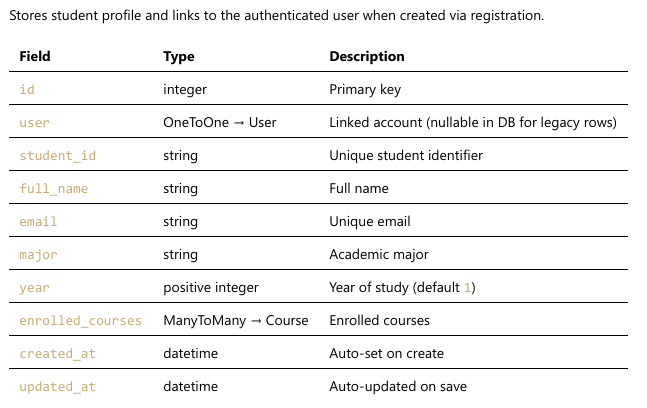 Stores student profile and links to the authenticated user when created via registration.
Field Type Description
id integer Primary key
user OneToOne → User Linked account (nullable in DB for legacy rows)
student_id string Unique student identifier
full_name string Full name
email string Unique email
major string Academic major
year positive integer Year of study (default 1)
enrolled_courses ManyToMany → Course Enrolled courses
created_at datetime Auto-set on create
updated_at datetime Auto-updated on save